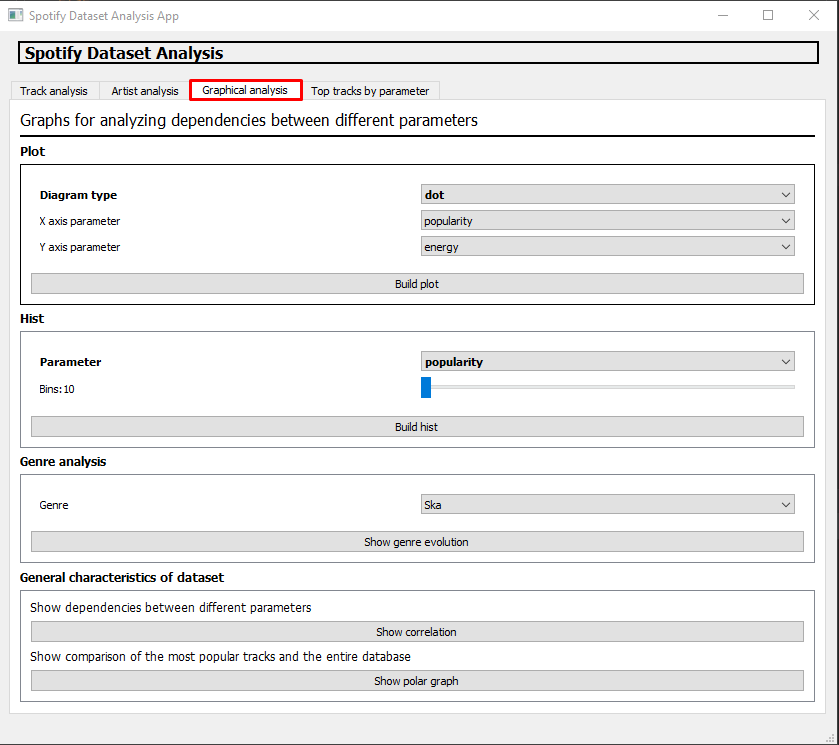 Spotify Dataset Analysis App
Spotify Dataset Analysis
Track analysis Artist analysis Graphical analysis Top tracks by parameter
Graphs for analyzing dependencies between different parameters
Plot
Diagram type dot
X axis parameter popularity
Y axis parameter energy
Build plot
Hist
Parameter popularity
Bins:10
Build hist
Genre analysis
Genre Ska
Show genre evolution
General characteristics of dataset
Show dependencies between different parameters
Show correlation
Show comparison of the most popular tracks and the entire database
Show polar graph